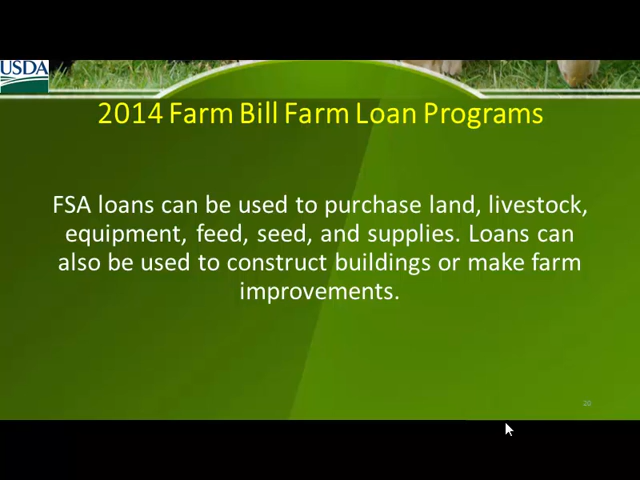 USDA
2014 Farm Bill Farm Loan Programs
FSA loans can be used to purchase land, livestock,
equipment, feed, seed, and supplies. Loans can
also be used to construct buildings or make farm
improvements.
20